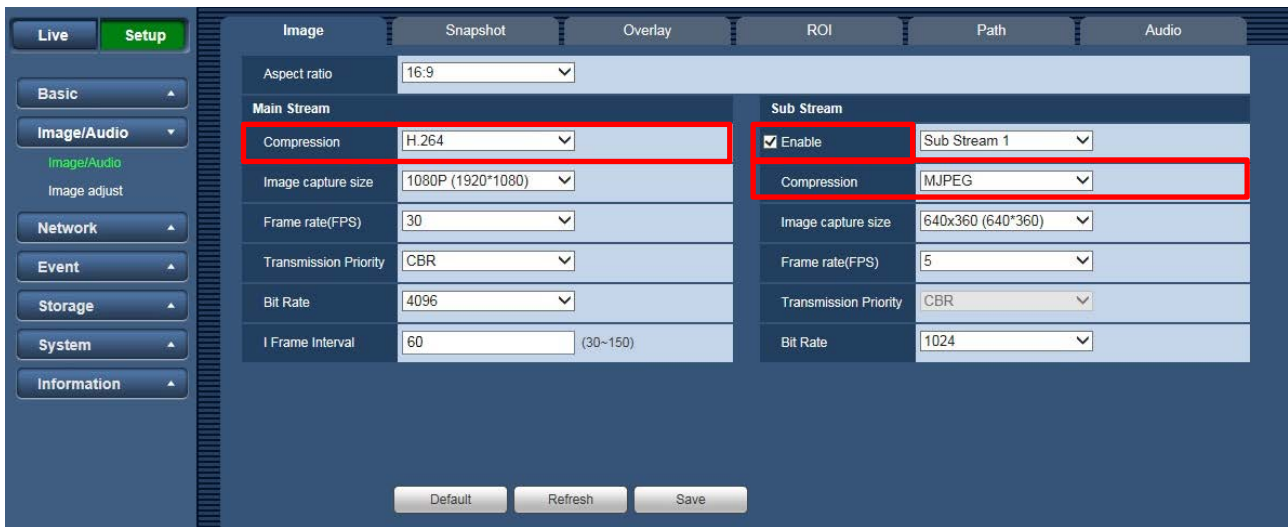 Live Setup
Basic
Image/Audio
Image/Audio
Image adjust
Network
Event
Storage
System
Information
Image Snapshot Overlay ROI Path Audio
Aspect ratio 16:9
Main Stream
Compression H.264
Image capture size 1080P (1920*1080)
Frame rate(FPS) 30
Transmission Priority CBR
Bit Rate 4096
I Frame Interval 60 (30~150)
Sub Stream
Enable Sub Stream 1
Compression MJPEG
Image capture size 640x360 (640*360)
Frame rate(FPS) 5
Transmission Priority CBR
Bit Rate 1024
Default Refresh Save